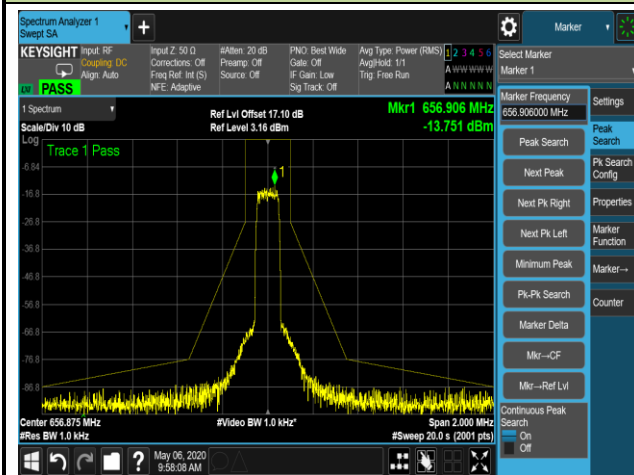 Spectrum Analyzer 1
Swept SA
Marker
KEYSIGHT
Input: RF
Coupling: DC
Align: Auto
Input Z: 50 Ω
Corrections: Off
Freq Ref: Int (S)
NFE: Adaptive
#Atten: 20 dB
Preamp: Off
Source: Off
PNO: Best Wide
Gate: Off
IF Gain: Low
Sig Track: Off
Avg Type: Power (RMS)
Avg|Hold: 1/1
Trig: Free Run
1 2 3 4 5 6
A W W W W W
A N N N N N
LXI
PASS
1 Spectrum
Scale/Div 10 dB
Ref Lvl Offset 17.10 dB
Ref Level 3.16 dBm
Mkr1 656.906 MHz
-13.751 dBm
Log
Trace 1 Pass
1
-6.84
-16.8
-26.8
-36.8
-46.8
-56.8
-66.8
-76.8
-86.8
Center 656.875 MHz
#Res BW 1.0 kHz
#Video BW 1.0 kHz*
Span 2.000 MHz
#Sweep 20.0 s (2001 pts)
May 06, 2020
9:58:08 AM
Select Marker
Marker 1
Marker Frequency
656.906000 MHz
Peak Search
Next Peak
Next Pk Right
Next Pk Left
Minimum Peak
Pk-Pk Search
Marker Delta
Mkr→CF
Mkr→Ref Lvl
Continuous Peak
Search
On
Off
Settings
Peak
Search
Pk Search
Config
Properties
Marker
Function
Marker→
Counter